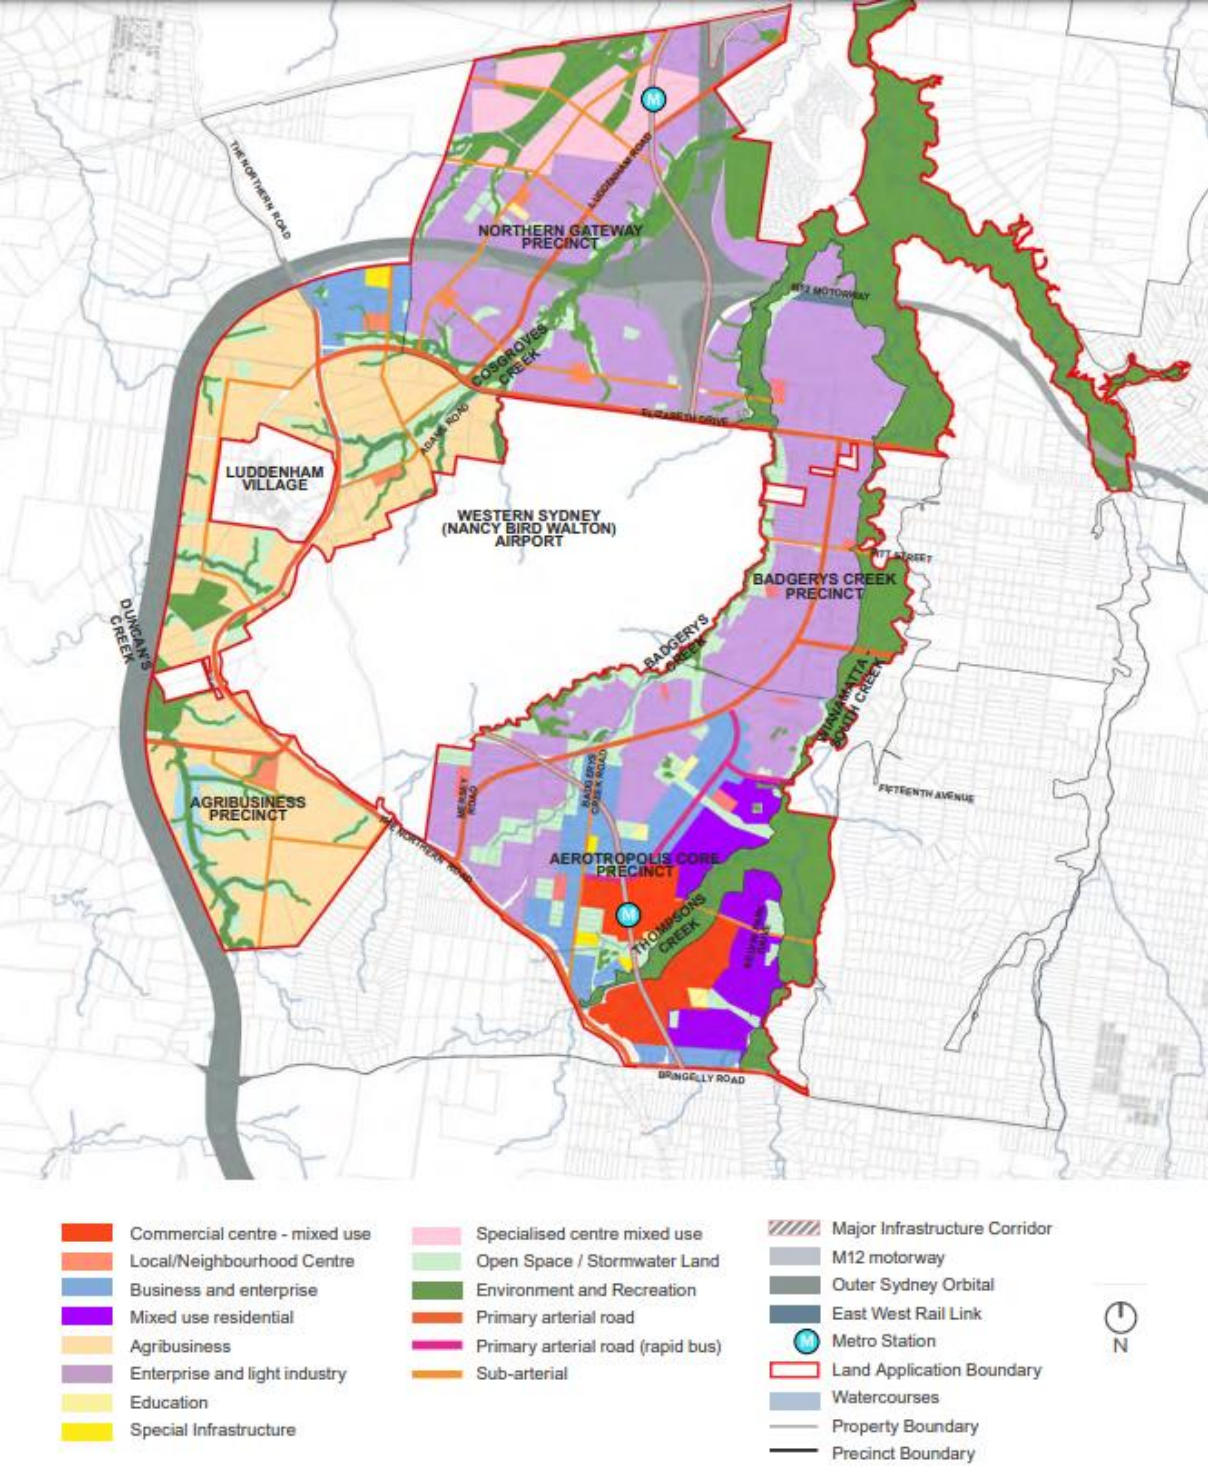 THE NORTHERN ROAD
LUDDENHAM ROAD
NORTHERN GATEWAY
PRECINCT
M
M12 MOTORWAY
COSGROVES
CREEK
ELIZABETH DRIVE
ADAMS ROAD
LUDDENHAM
VILLAGE
WESTERN SYDNEY
(NANCY BIRD WALTON)
AIRPORT
PITT STREET
BADGERYS CREEK
PRECINCT
DUNCAN'S
CREEK
BADGERYS
CREEK
WIANAMATTA
SOUTH CREEK
MERSEY
ROAD
BADGERYS
CREEK ROAD
FIFTEENTH AVENUE
AGRIBUSINESS
PRECINCT
THE NORTHERN ROAD
AEROTROPOLIS CORE
PRECINCT
M
THOMPSONS
CREEK
BRINGELLY ROAD
Commercial centre - mixed use
Local/Neighbourhood Centre
Business and enterprise
Mixed use residential
Agribusiness
Enterprise and light industry
Education
Special Infrastructure
Specialised centre mixed use
Open Space / Stormwater Land
Environment and Recreation
Primary arterial road
Primary arterial road (rapid bus)
Sub-arterial
Major Infrastructure Corridor
M12 motorway
Outer Sydney Orbital
East West Rail Link
M
Metro Station
Land Application Boundary
Watercourses
Property Boundary
Precinct Boundary
N